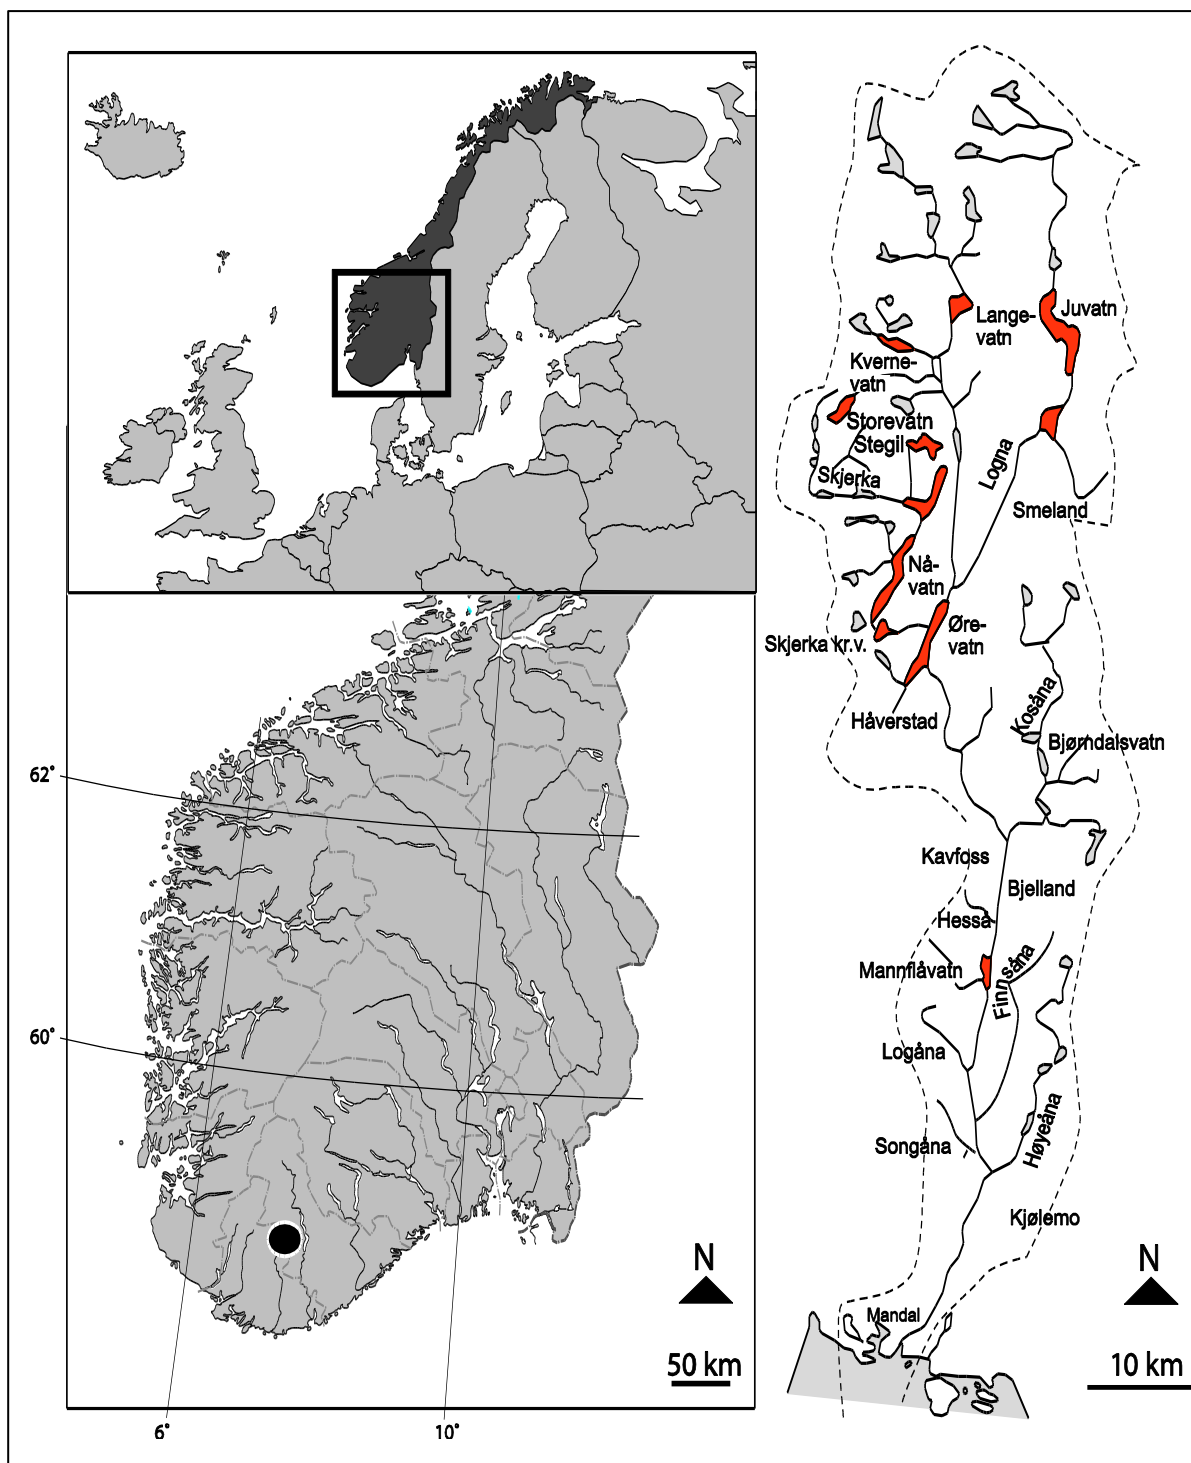 62°
60°
6°
10°
N
50 km
Lange-
vatn
Juvatn
Kverne-
vatn
Storevatn
Stegil
Skjerka
Logna
Smeland
Nå-
vatn
Øre-
vatn
Skjerka kr.v.
Håverstad
Kosåna
Bjørndalsvatn
Kavfoss
Bjelland
Hesså
Mannflåvatn
Finnsåna
Logåna
Høyeåna
Songåna
Kjølemo
Mandal
N
10 km